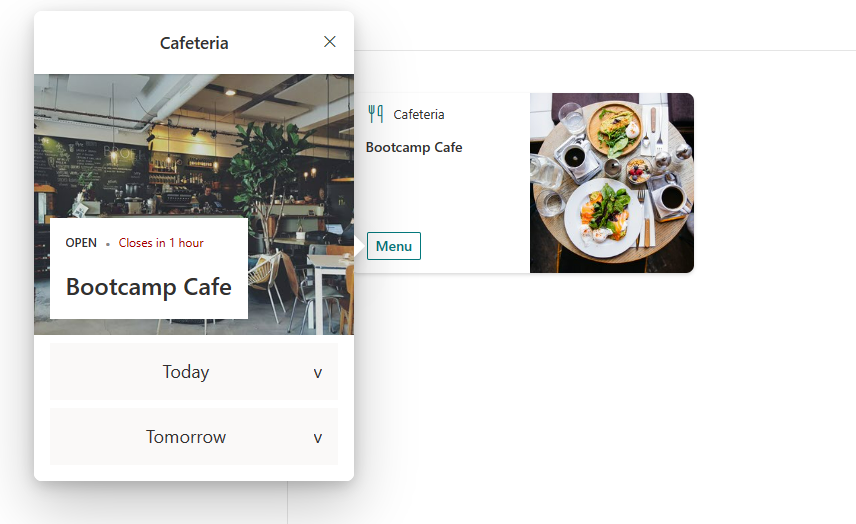 Cafeteria
OPEN • Closes in 1 hour
Bootcamp Cafe
Today v
Tomorrow v
Cafeteria
Bootcamp Cafe
Menu